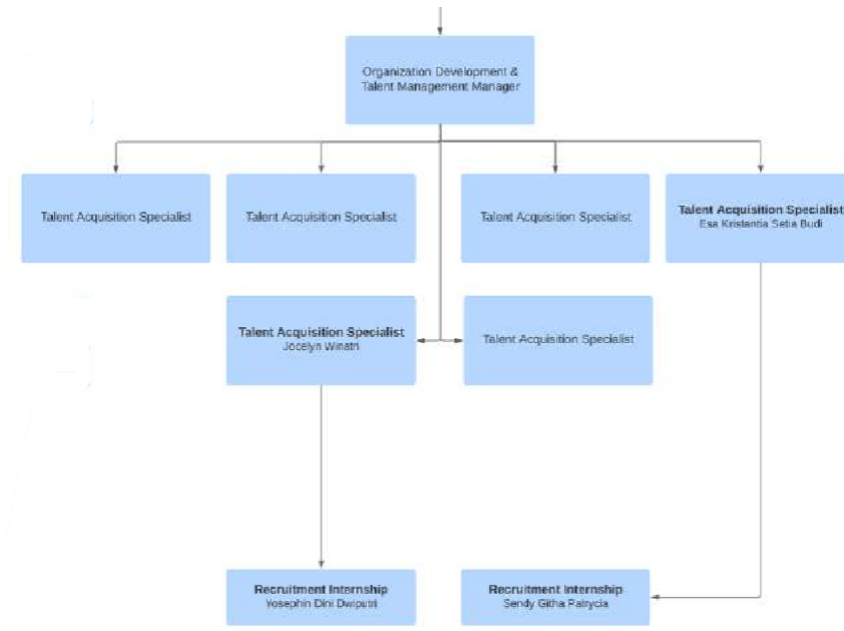 Organization Development &
Talent Management Manager
Talent Acquisition Specialist
Talent Acquisition Specialist
Talent Acquisition Specialist
Talent Acquisition Specialist
Esa Kristantia Setia Budi
Talent Acquisition Specialist
Jocelyn Winatri
Talent Acquisition Specialist
Recruitment Internship
Yosephin Dini Dwiputri
Recruitment Internship
Sendy Githa Patrycia